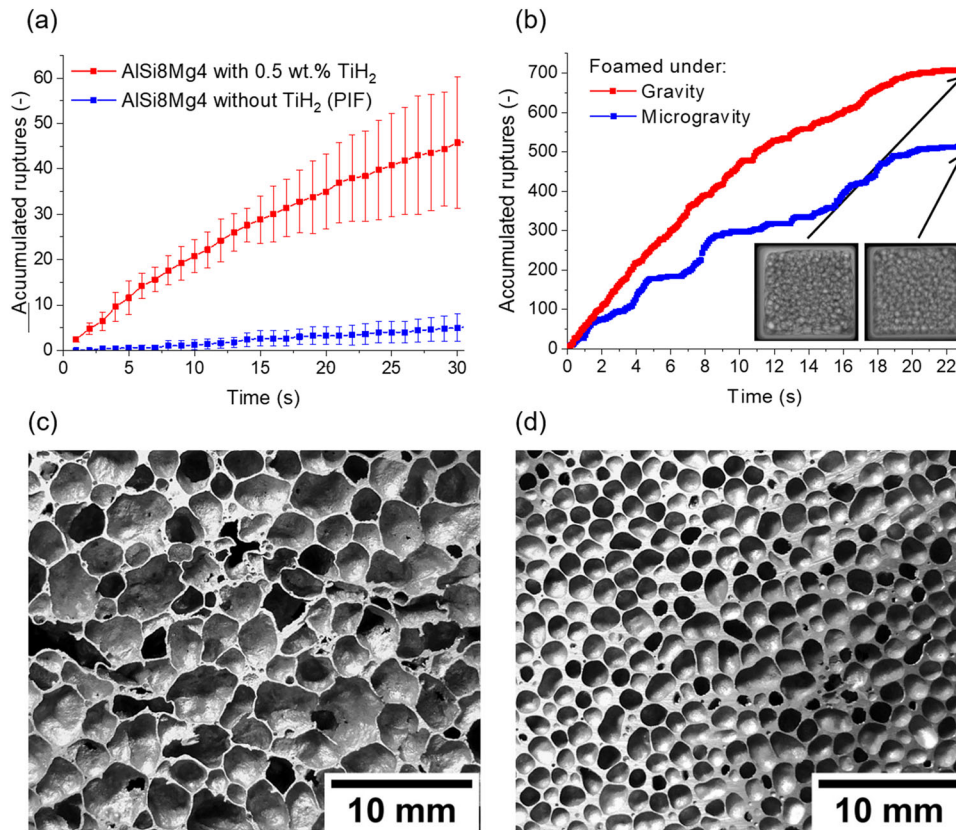 (a)
Acumulated ruptures (-)
60
50
40
30
20
10
0
AlSi8Mg4 with 0.5 wt.% TiH₂
AlSi8Mg4 without TiH₂ (PIF)
0 5 10 15 20 25 30
Time (s)
(b)
Accumulated ruptures (-)
700
600
500
400
300
200
100
0
Foamed under:
Gravity
Microgravity
0 2 4 6 8 10 12 14 16 18 20 22
Time (s)
(c)
10 mm
(d)
10 mm